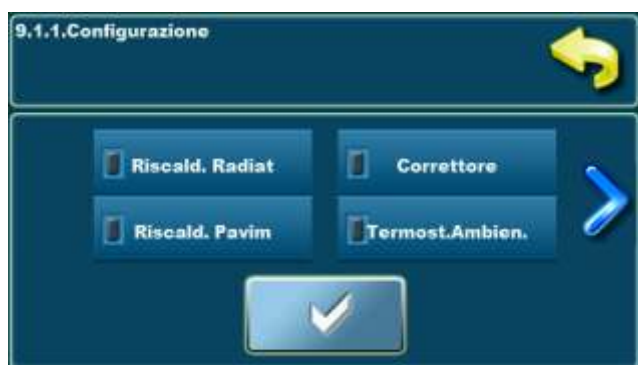 9.1.1.Configurazione
Riscald. Radiat
Correttore
Riscald. Pavim
Termost.Ambien.